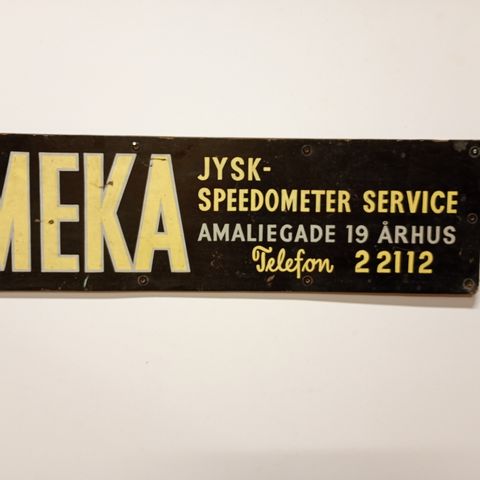 MEKA
JYSK-
SPEEDOMETER SERVICE
AMALIEGADE 19 ÅRHUS
Telefon 2 2112